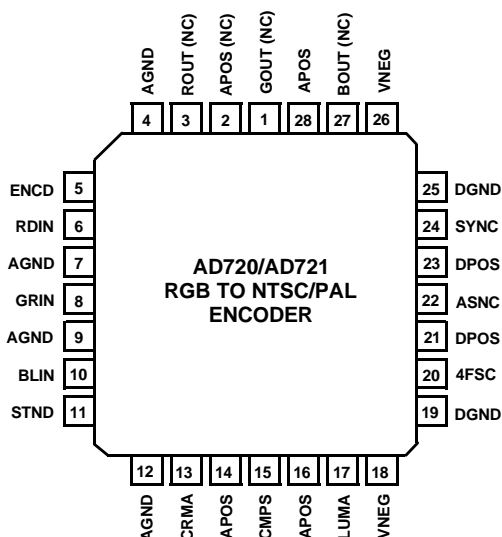 AGND
ROUT (NC)
APOS (NC)
GOUT (NC)
APOS
BOUT (NC)
VNEG
4 3 2 1 28 27 26
ENCD 5
RDIN 6
AGND 7
GRIN 8
AGND 9
BLIN 10
STND 11
AD720/AD721
RGB TO NTSC/PAL
ENCODER
25 DGND
24 SYNC
23 DPOS
22 ASNC
21 DPOS
20 4FSC
19 DGND
12 13 14 15 16 17 18
AGND
CRMA
APOS
CMPS
APOS
LUMA
VNEG